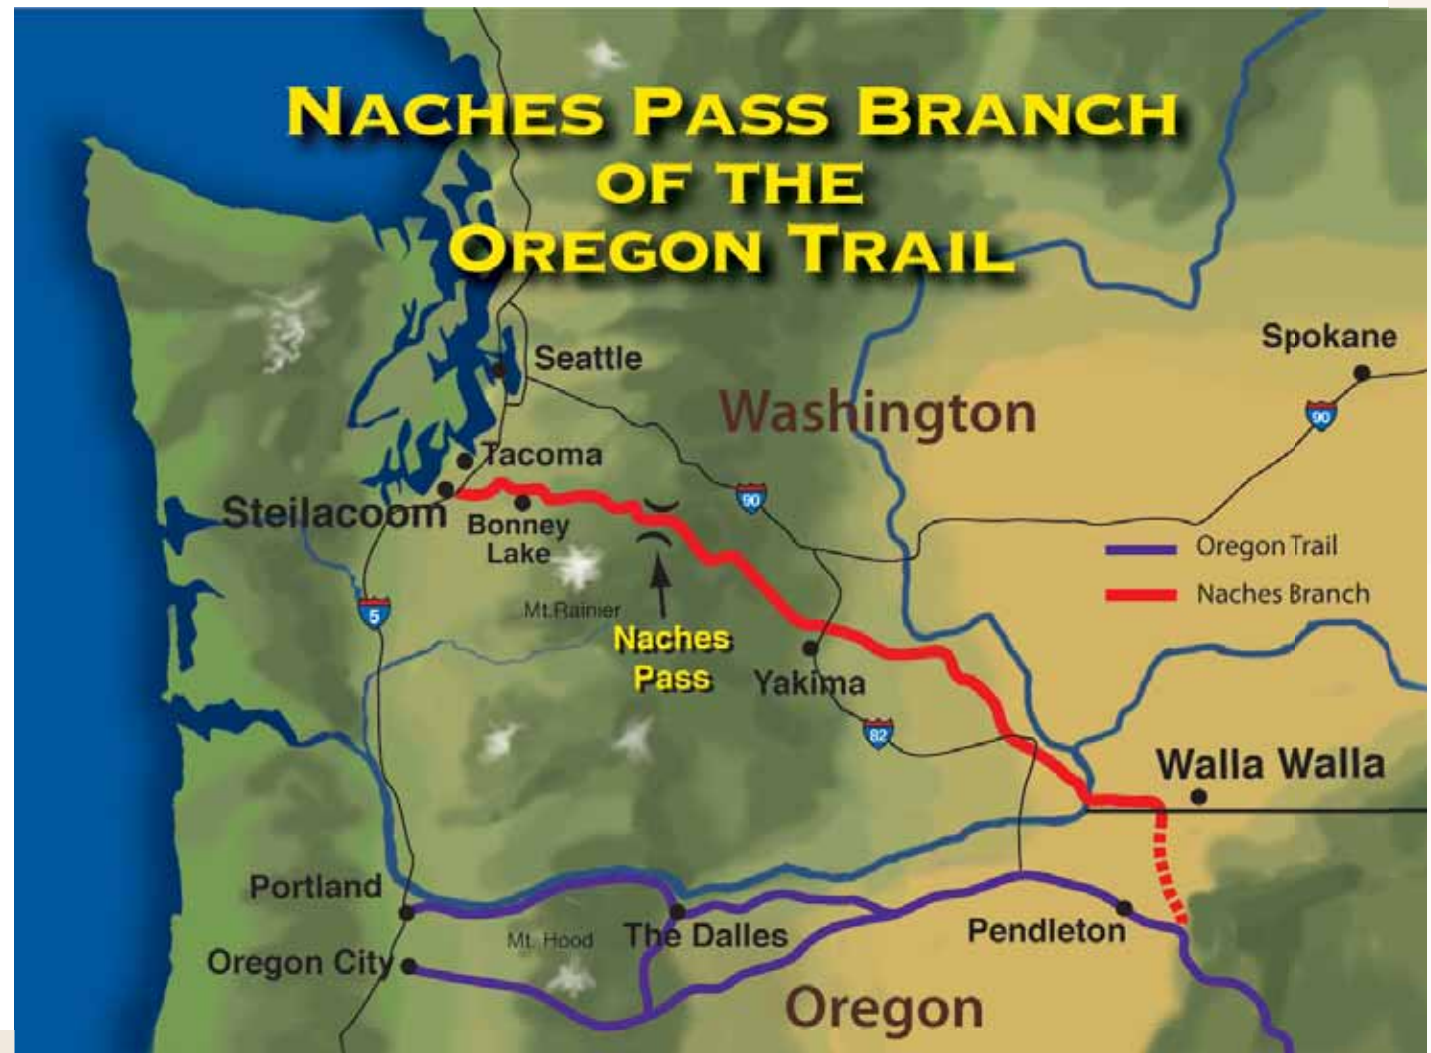 NACHES PASS BRANCH
OF THE
OREGON TRAIL
Seattle
Spokane
Washington
90
Tacoma
Steilacoom
Bonney
Lake
90
Oregon Trail
Naches Branch
5
Mt.Rainier
Naches
Pass
Yakima
82
Walla Walla
Portland
The Dalles
Pendleton
Mt. Hood
Oregon City
Oregon